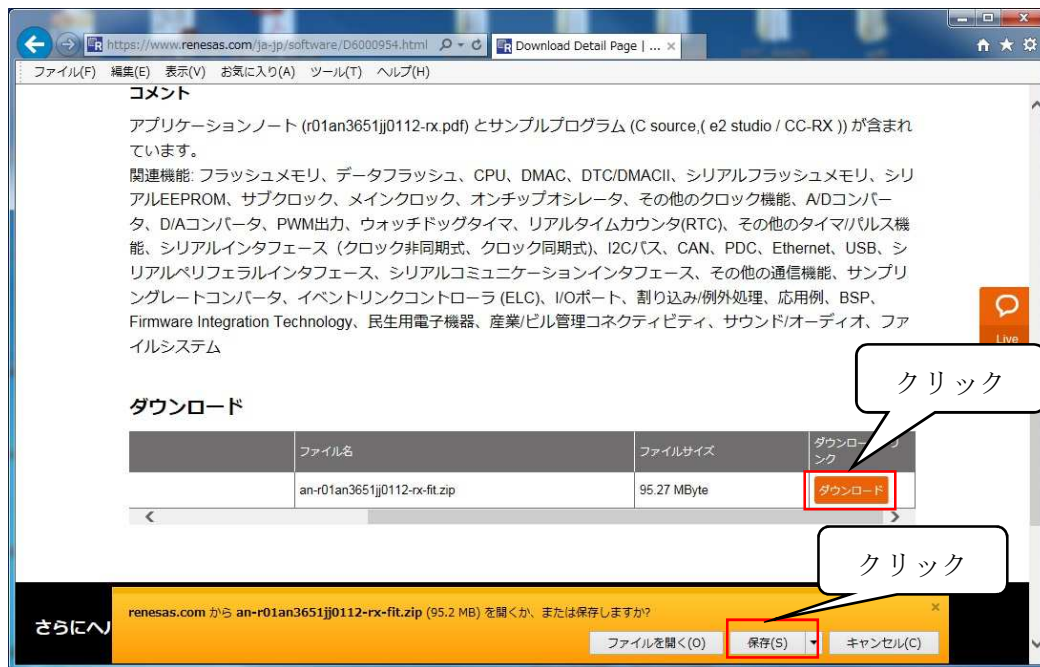 https://www.renesas.com/ja-jp/software/D6000954.html
Download Detail Page | ...
ファイル(F) 編集(E) 表示(V) お気に入り(A) ツール(T) ヘルプ(H)
コメント
アプリケーションノート (r01an3651jj0112-rx.pdf) とサンプルプログラム (C source,( e2 studio / CC-RX )) が含まれ
ています。
関連機能: フラッシュメモリ、データフラッシュ、CPU、DMAC、DTC/DMACII、シリアルフラッシュメモリ、シリ
アルEEPROM、サブクロック、メインクロック、オンチップオシレータ、その他のクロック機能、A/Dコンバー
タ、D/Aコンバータ、PWM出力、ウォッチドッグタイマ、リアルタイムカウンタ(RTC)、その他のタイマ/パルス機
能、シリアルインタフェース（クロック非同期式、クロック同期式)、I2Cバス、CAN、PDC、Ethernet、USB、シ
リアルペリフェラルインタフェース、シリアルコミュニケーションインタフェース、その他の通信機能、サンプリ
ングレートコンバータ、イベントリンクコントローラ (ELC)、I/Oポート、割り込み/例外処理、応用例、BSP、
Firmware Integration Technology、民生用電子機器、産業/ビル管理コネクティビティ、サウンド/オーディオ、ファ
イルシステム
Live
クリック
ダウンロード
ファイル名 ファイルサイズ ダウンロー
ンク
an-r01an3651jj0112-rx-fit.zip 95.27 MByte ダウンロード
クリック
さらにヘル
renesas.com から an-r01an3651jj0112-rx-fit.zip (95.2 MB) を開くか、または保存しますか?
ファイルを開く(O) 保存(S) キャンセル(C)